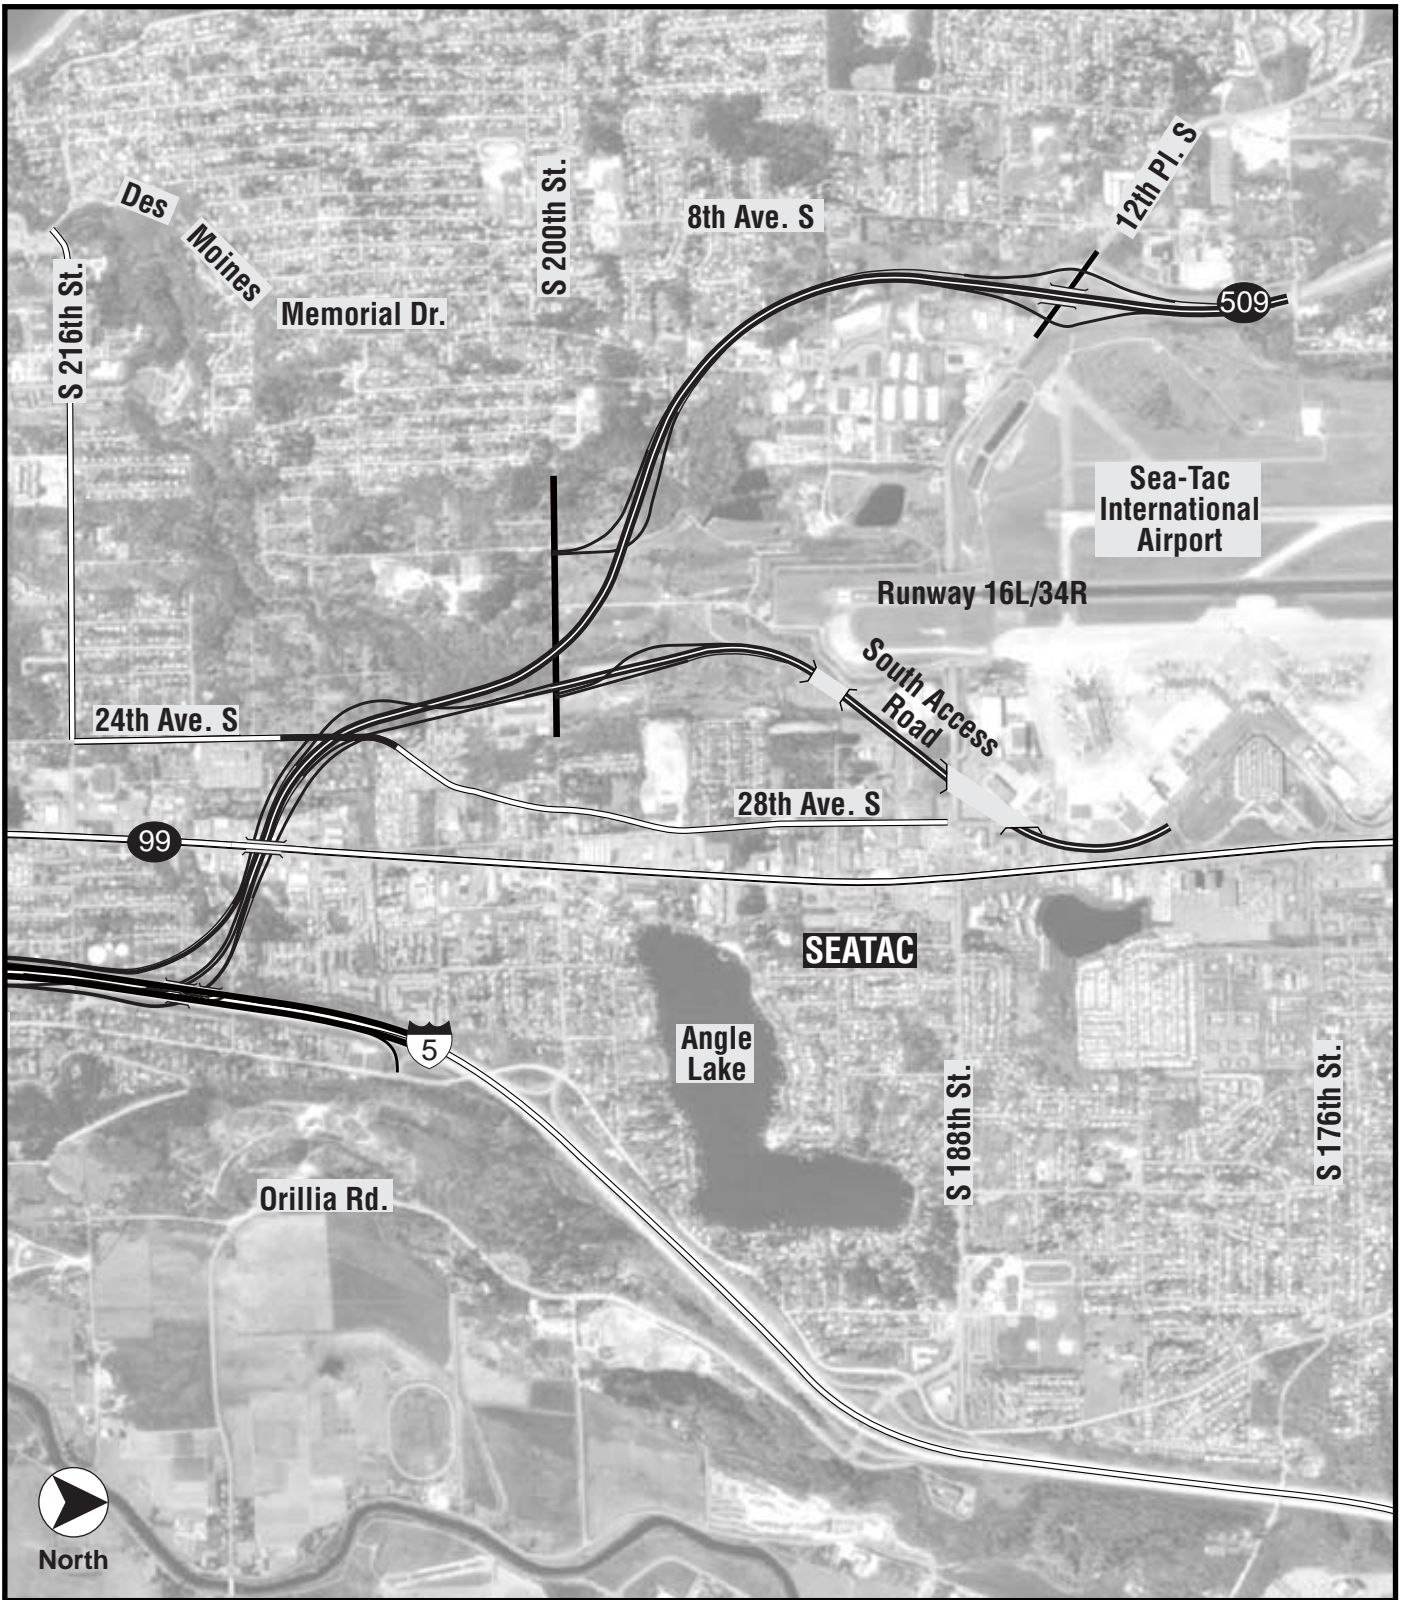 12th Pl. S
Des
Moines
Memorial Dr.
S 200th St.
8th Ave. S
S 216th St.
509
Sea-Tac
International
Airport
Runway 16L/34R
South Access
Road
24th Ave. S
28th Ave. S
99
SEATAC
5
Angle
Lake
S 188th St.
S 176th St.
Orillia Rd.
North